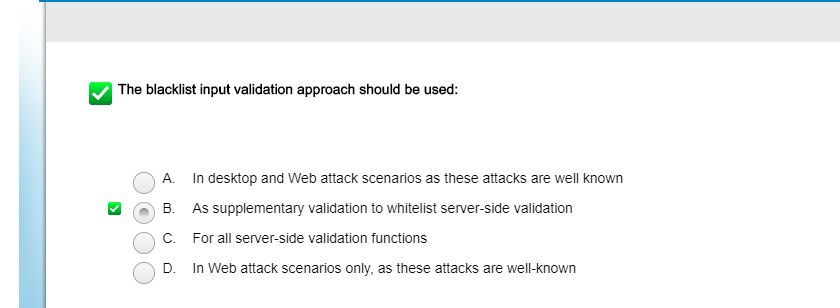 The blacklist input validation approach should be used:
A. In desktop and Web attack scenarios as these attacks are well known
B. As supplementary validation to whitelist server-side validation
C. For all server-side validation functions
D. In Web attack scenarios only, as these attacks are well-known